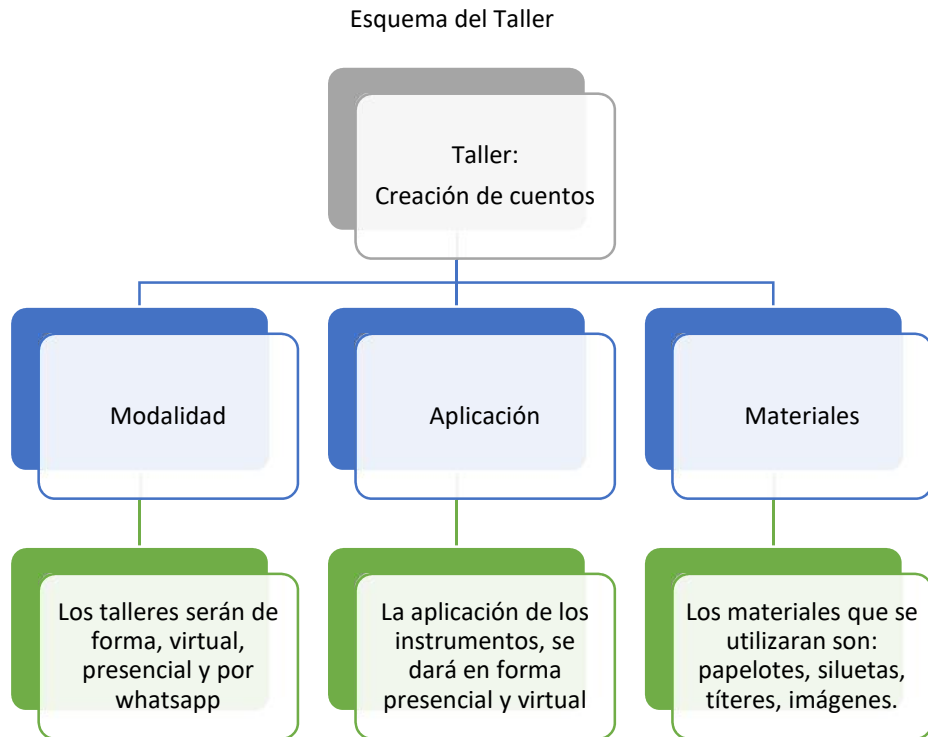 Esquema del Taller
Taller:
Creación de cuentos
Modalidad
Aplicación
Materiales
Los talleres serán de
forma, virtual,
presencial y por
whatsapp
La aplicación de los
instrumentos, se
dará en forma
presencial y virtual
Los materiales que se
utilizaran son:
papelotes, siluetas,
títeres, imágenes.